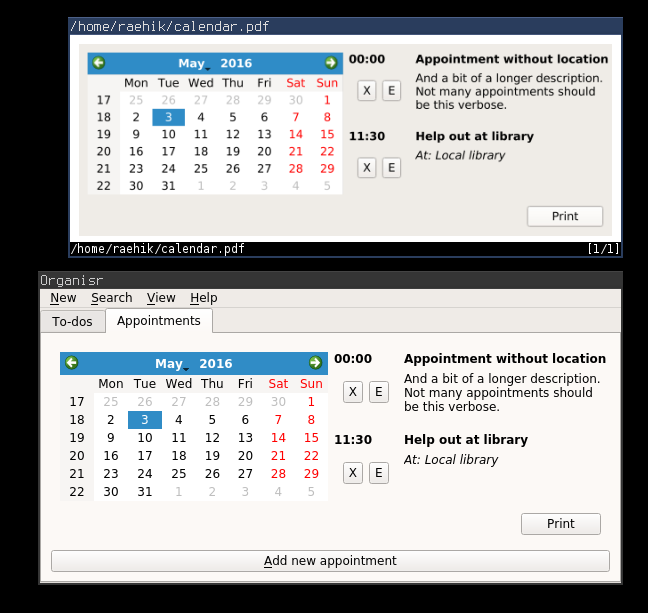 /home/raehik/calendar.pdf
May 2016
Mon Tue Wed Thu Fri Sat Sun
17 25 26 27 28 29 30 1
18 2 3 4 5 6 7 8
19 9 10 11 12 13 14 15
20 16 17 18 19 20 21 22
21 23 24 25 26 27 28 29
22 30 31 1 2 3 4 5
00:00 Appointment without location
X E And a bit of a longer description.
Not many appointments should
be this verbose.
11:30 Help out at library
X E At: Local library
Print
/home/raehik/calendar.pdf [1/1]
Organisr
New Search View Help
To-dos Appointments
May 2016
Mon Tue Wed Thu Fri Sat Sun
17 25 26 27 28 29 30 1
18 2 3 4 5 6 7 8
19 9 10 11 12 13 14 15
20 16 17 18 19 20 21 22
21 23 24 25 26 27 28 29
22 30 31 1 2 3 4 5
00:00 Appointment without location
X E And a bit of a longer description.
Not many appointments should
be this verbose.
11:30 Help out at library
X E At: Local library
Print
Add new appointment